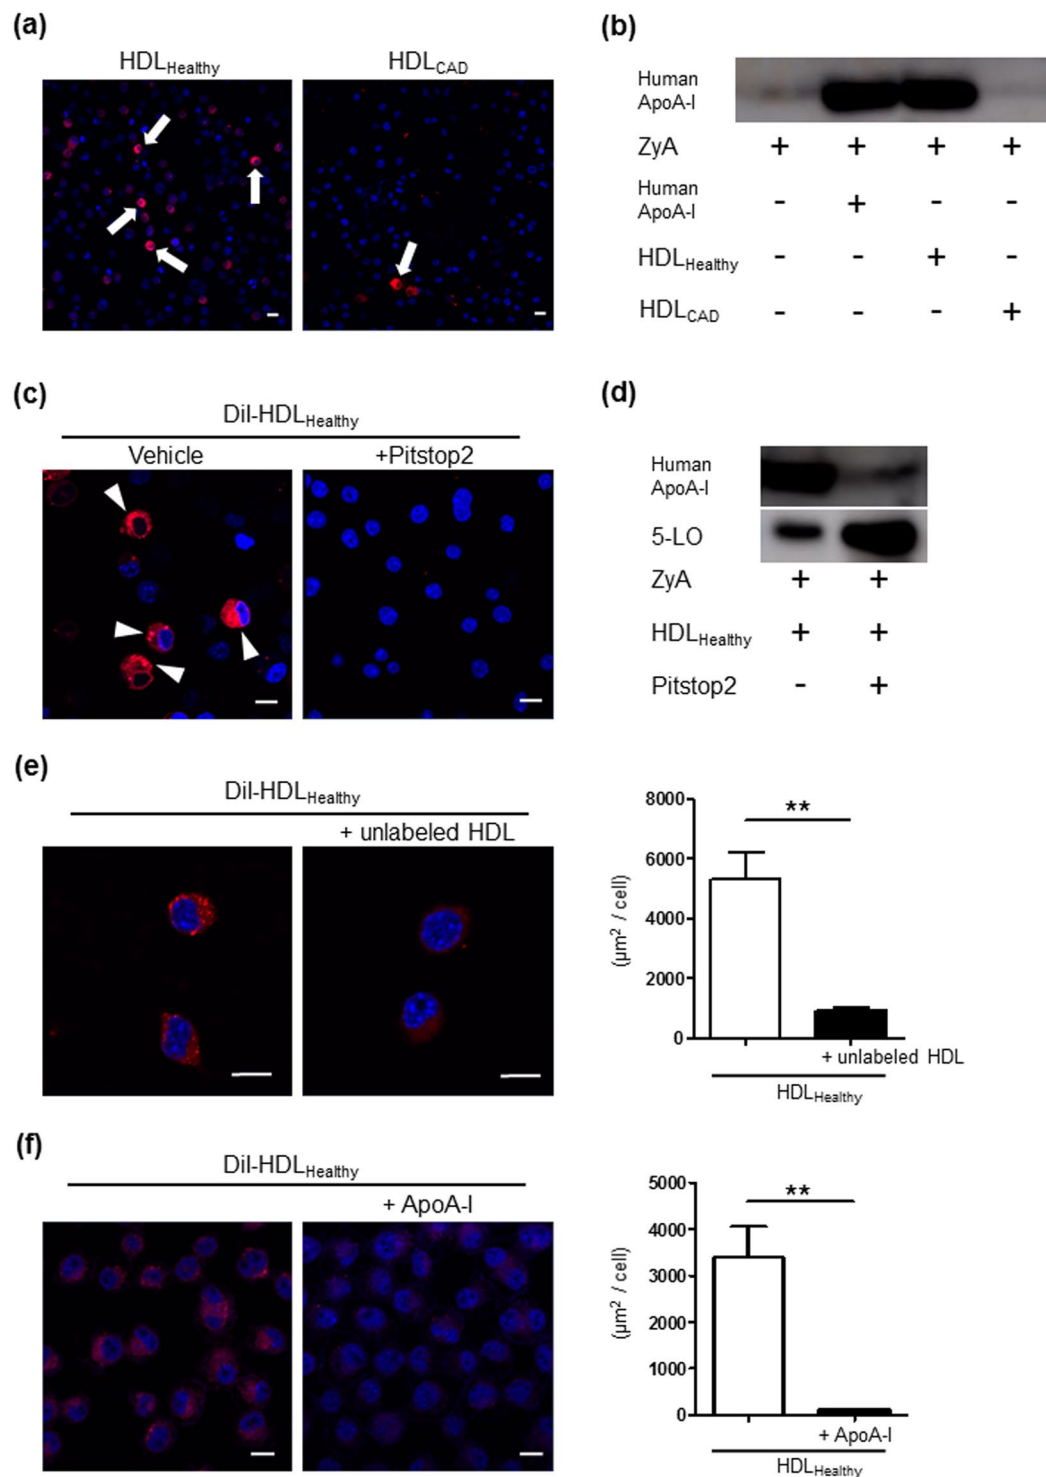 (a)
HDLHealthy HDLCAD
(b)
Human
ApoA-I
ZyA + + + +
Human
ApoA-I - + - -
HDLHealthy - - + -
HDLCAD - - - +
(c)
DiI-HDLHealthy
Vehicle +Pitstop2
(d)
Human
ApoA-I
5-LO
ZyA + +
HDLHealthy + +
Pitstop2 - +
(e)
DiI-HDLHealthy
+ unlabeled HDL
8000
6000
4000
2000
0
(µm² / cell)
**
+ unlabeled HDL
HDLHealthy
(f)
DiI-HDLHealthy
+ ApoA-I
5000
4000
3000
2000
1000
0
(µm² / cell)
**
+ ApoA-I
HDLHealthy